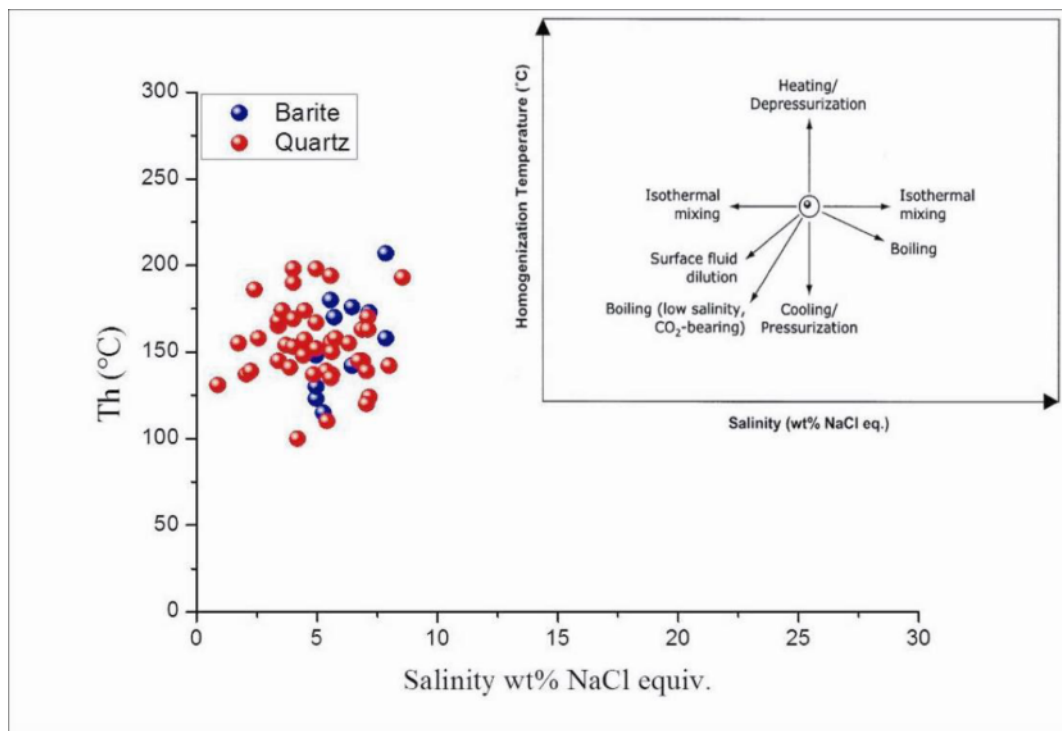 300
250
200
150
100
50
0
Th (°C)
Barite
Quartz
0 5 10 15 20 25 30
Salinity wt% NaCl equiv.
Homogenization Temperature (°C)
Heating/
Depressurization
Isothermal
mixing
Isothermal
mixing
Boiling
Surface fluid
dilution
Boiling (low salinity,
CO₂-bearing)
Cooling/
Pressurization
Salinity (wt% NaCl eq.)